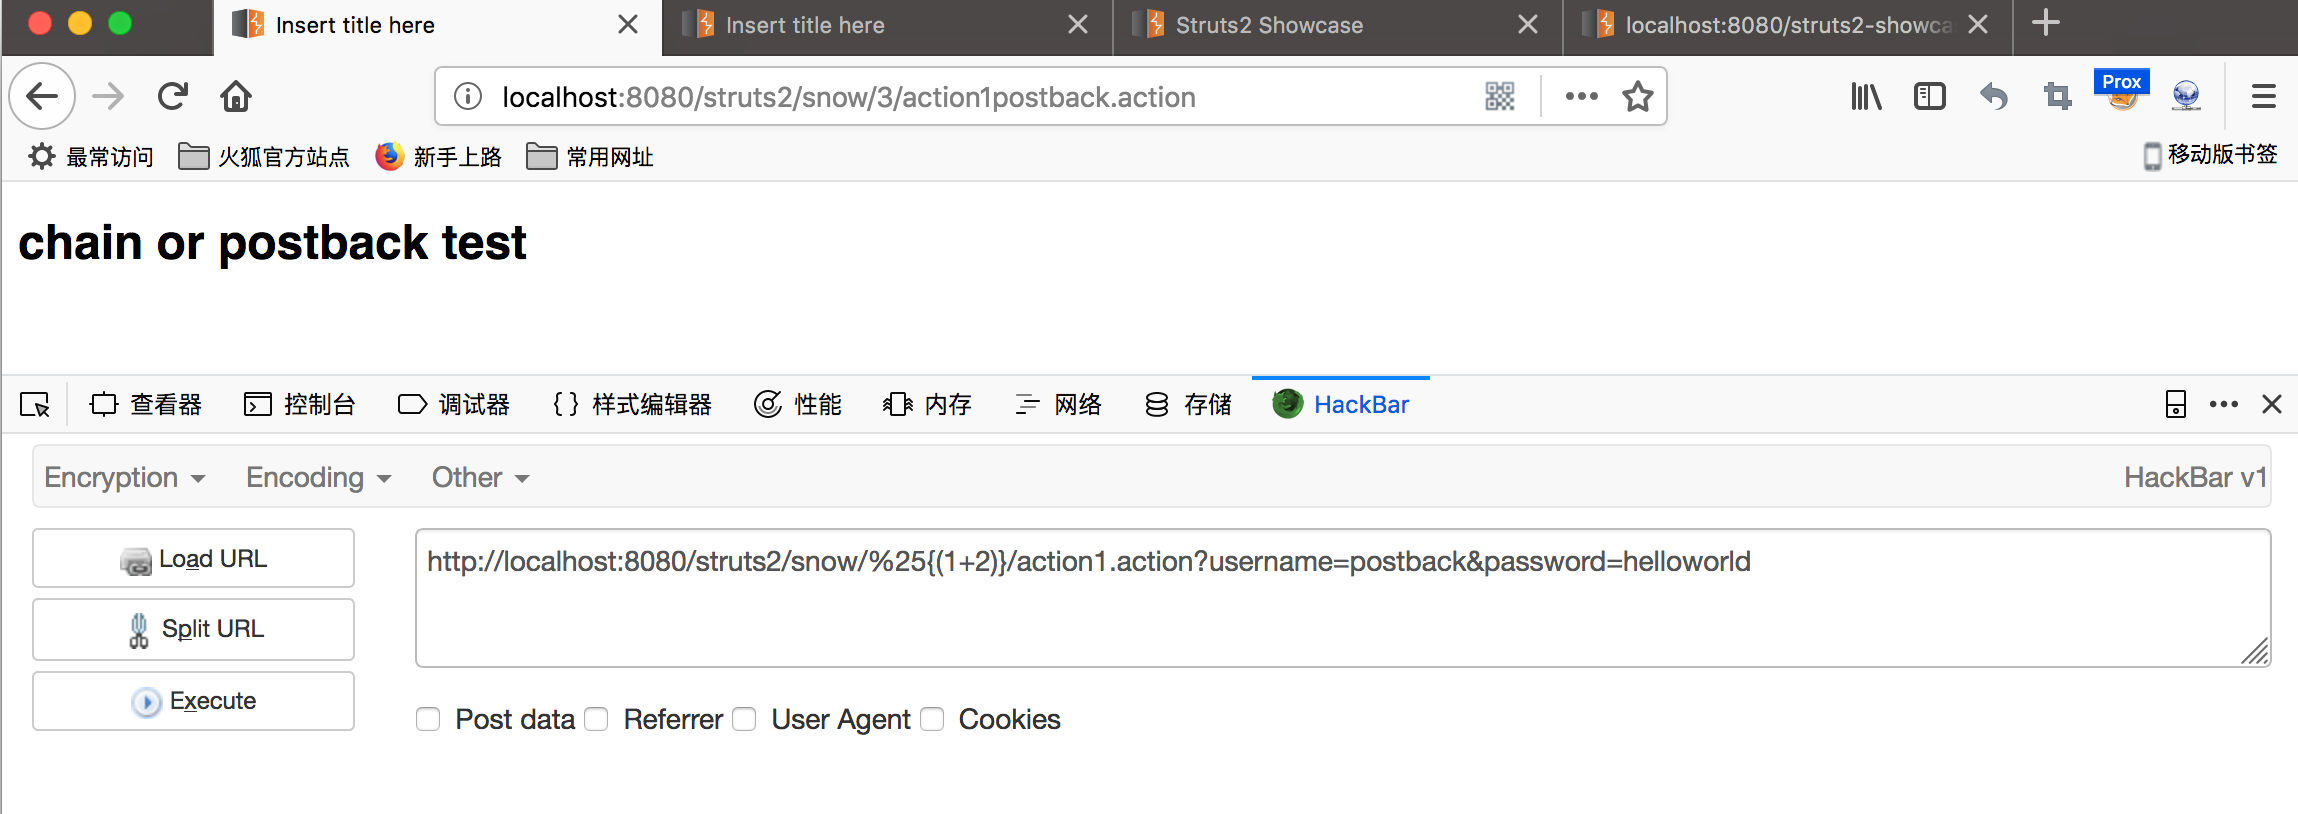 Insert title here
Insert title here
Struts2 Showcase
localhost:8080/struts2-showca
localhost:8080/struts2/snow/3/action1postback.action
Prox
最常访问 火狐官方站点 新手上路 常用网址 移动版书签
chain or postback test
查看器 控制台 调试器 {} 样式编辑器 性能 内存 网络 存储 HackBar
Encryption Encoding Other HackBar v1
Load URL
http://localhost:8080/struts2/snow/%25{(1+2)}/action1.action?username=postback&password=helloworld
Split URL
Execute
Post data Referrer User Agent Cookies